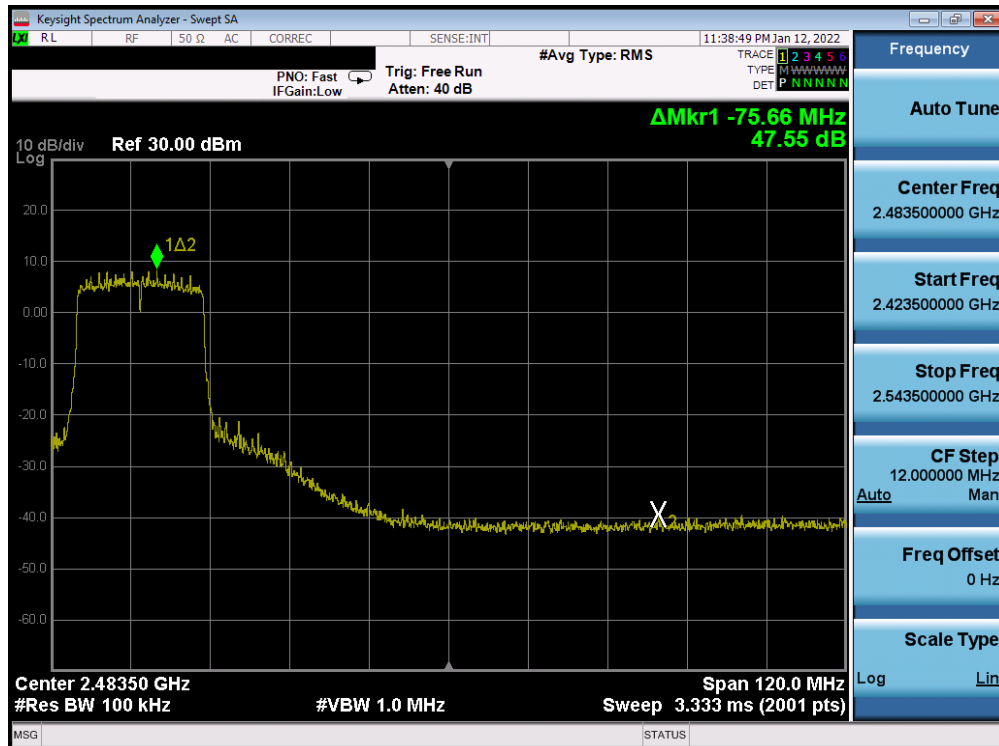 Keysight Spectrum Analyzer - Swept SA
LXI RL RF 50 Ω AC CORREC SENSE:INT 11:38:49 PM Jan 12, 2022
#Avg Type: RMS
TRACE 1 2 3 4 5 6
TYPE M W W W W W
DET P N N N N N
PNO: Fast
IFGain:Low
Trig: Free Run
Atten: 40 dB
ΔMkr1 -75.66 MHz
47.55 dB
10 dB/div Ref 30.00 dBm
Log
20.0
1Δ2
10.0
0.00
-10.0
-20.0
-30.0
-40.0
X 2
-50.0
-60.0
Center 2.48350 GHz Span 120.0 MHz
#Res BW 100 kHz #VBW 1.0 MHz Sweep 3.333 ms (2001 pts)
MSG STATUS
Frequency
Auto Tune
Center Freq
2.483500000 GHz
Start Freq
2.423500000 GHz
Stop Freq
2.543500000 GHz
CF Step
12.000000 MHz
Auto Man
Freq Offset
0 Hz
Scale Type
Log Lin